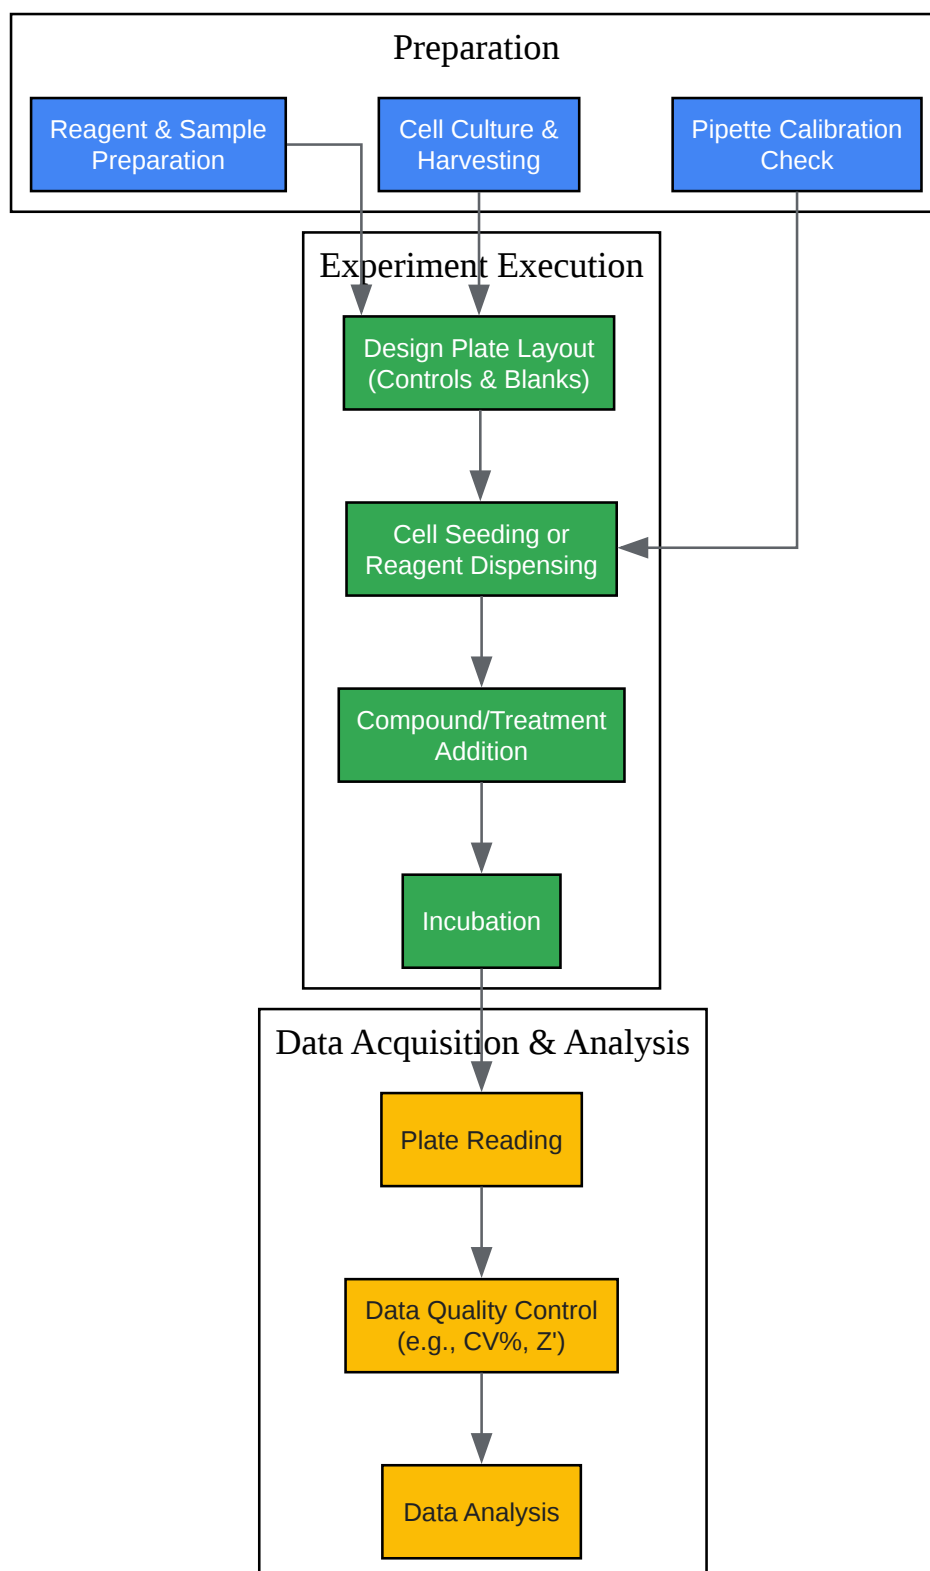 Preparation
Reagent & Sample
Preparation
Cell Culture &
Harvesting
Pipette Calibration
Check
Experiment Execution
Design Plate Layout
(Controls & Blanks)
Cell Seeding or
Reagent Dispensing
Compound/Treatment
Addition
Incubation
Data Acquisition & Analysis
Plate Reading
Data Quality Control
(e.g., CV%, Z')
Data Analysis